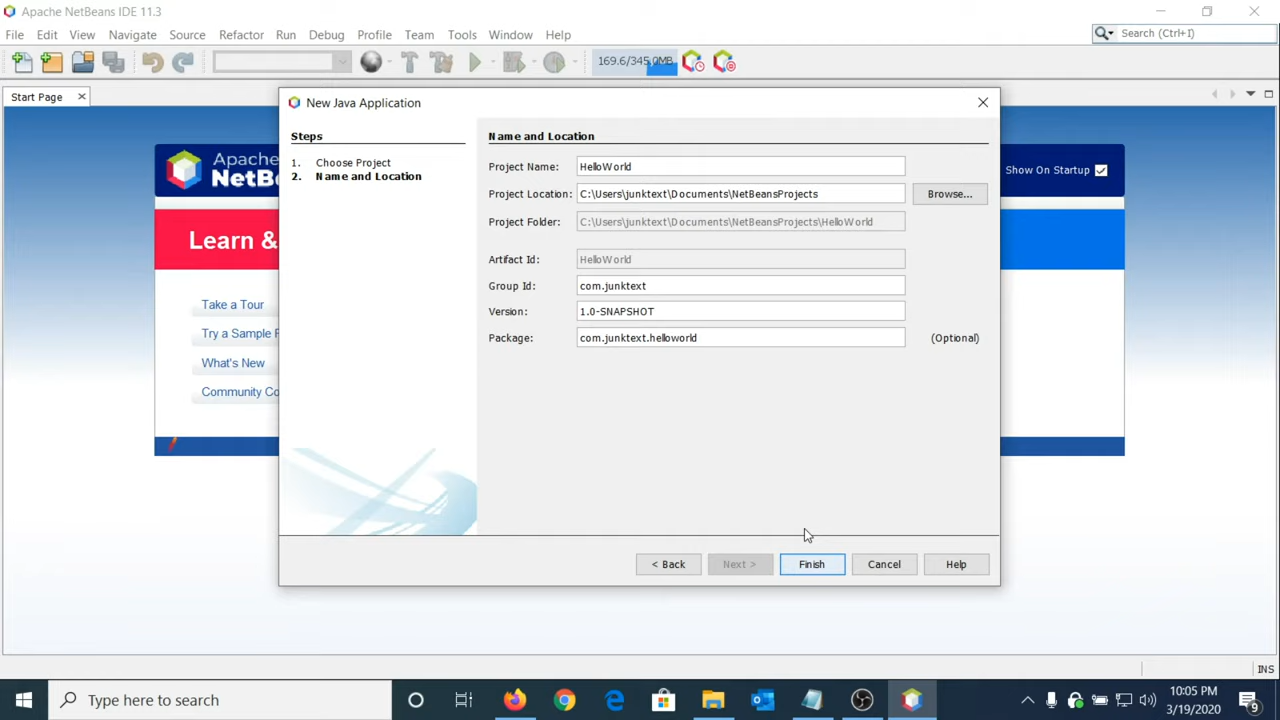 Apache NetBeans IDE 11.3
File Edit View Navigate Source Refactor Run Debug Profile Team Tools Window Help
Search (Ctrl+I)
169.6/345.0MB
Start Page
New Java Application
Steps
1. Choose Project
2. Name and Location
Name and Location
Project Name: HelloWorld
Project Location: C:\Users\junktext\Documents\NetBeansProjects Browse...
Project Folder: C:\Users\junktext\Documents\NetBeansProjects\HelloWorld
Artifact Id: HelloWorld
Group Id: com.junktext
Version: 1.0-SNAPSHOT
Package: com.junktext.helloworld (Optional)
< Back Next > Finish Cancel Help
Apache
Show On Startup
Learn &
Take a Tour
Try a Sample
What's New
Community
INS
Type here to search
10:05 PM
3/19/2020
9